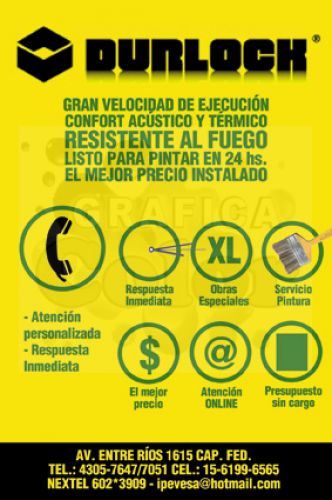 DURLOCK®
GRAN VELOCIDAD DE EJECUCIÓN
CONFORT ACÚSTICO Y TÉRMICO
RESISTENTE AL FUEGO
LISTO PARA PINTAR EN 24 hs.
EL MEJOR PRECIO INSTALADO
GRAFICA
XL
Respuesta
Inmediata
Obras
Especiales
Servicio
Pintura
- Atención
personalizada
- Respuesta
Inmediata
$
@
El mejor
precio
Atención
ONLINE
Presupuesto
sin cargo
AV. ENTRE RÍOS 1615 CAP. FED.
TEL.: 4305-7647/7051 CEL.: 15-6199-6565
NEXTEL 602*3909 - ipevesa@hotmail.com